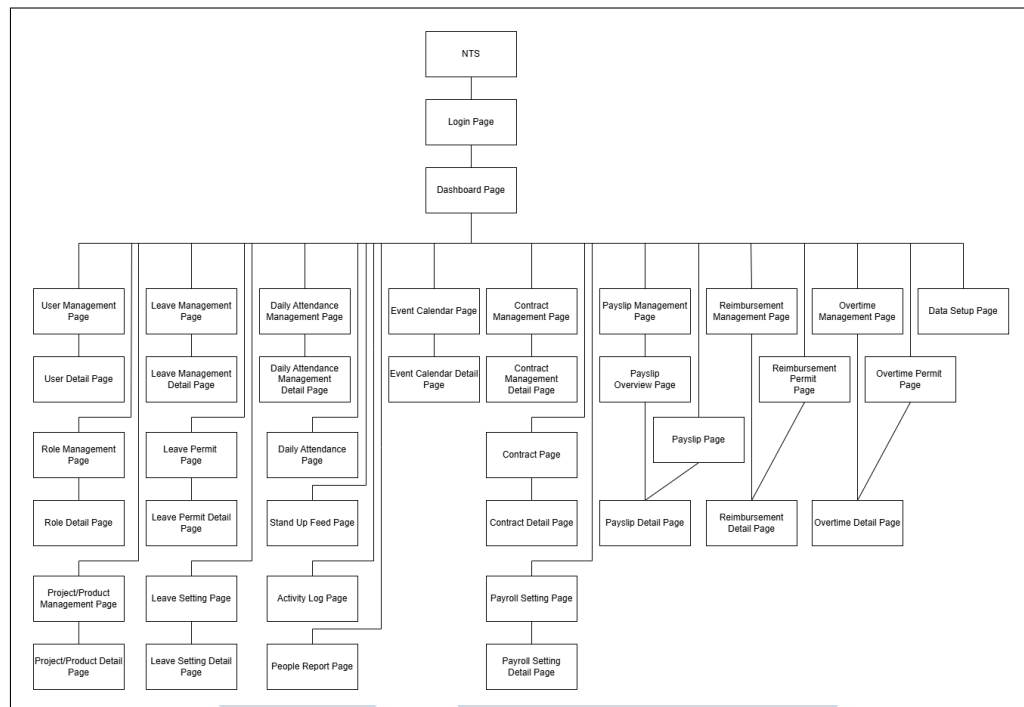 NTS
Login Page
Dashboard Page
User Management
Page
Leave Management
Page
Daily Attendance
Management Page
Event Calendar Page
Contract
Management Page
Payslip Management
Page
Reimbursement
Management Page
Overtime
Management Page
Data Setup Page
User Detail Page
Leave Management
Detail Page
Daily Attendance
Management
Detail Page
Event Calendar Detail
Page
Contract
Management
Detail Page
Payslip
Overview Page
Reimbursement
Permit
Page
Overtime Permit
Page
Role Management
Page
Leave Permit
Page
Daily Attendance
Page
Contract Page
Payslip Page
Role Detail Page
Leave Permit Detail
Page
Stand Up Feed Page
Contract Detail Page
Payslip Detail Page
Reimbursement
Detail Page
Overtime Detail Page
Project/Product
Management Page
Leave Setting Page
Activity Log Page
Payroll Setting Page
Project/Product Detail
Page
Leave Setting Detail
Page
People Report Page
Payroll Setting
Detail Page